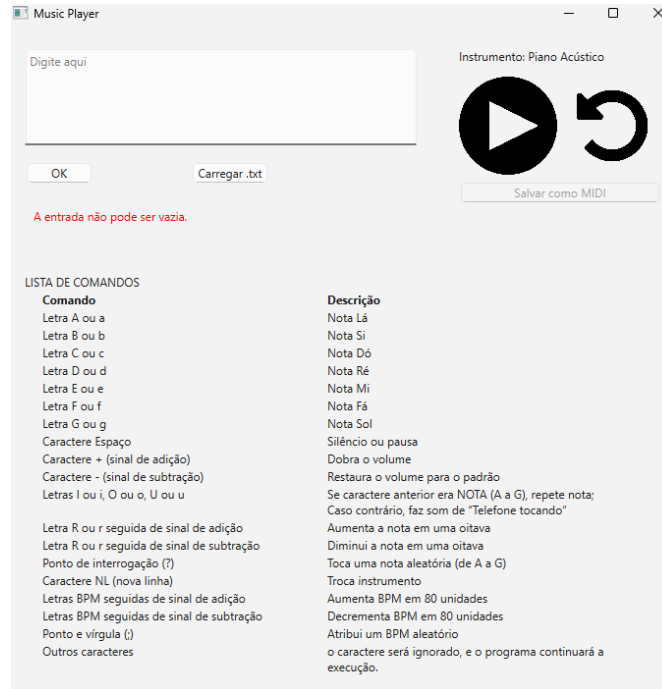 Music Player
Digite aqui
Instrumento: Piano Acústico
OK
Carregar .txt
Salvar como MIDI
A entrada não pode ser vazia.
LISTA DE COMANDOS
Comando Descrição
Letra A ou a Nota Lá
Letra B ou b Nota Si
Letra C ou c Nota Dó
Letra D ou d Nota Ré
Letra E ou e Nota Mi
Letra F ou f Nota Fá
Letra G ou g Nota Sol
Caractere Espaço Silêncio ou pausa
Caractere + (sinal de adição) Dobra o volume
Caractere - (sinal de subtração) Restaura o volume para o padrão
Letras I ou i, O ou o, U ou u Se caractere anterior era NOTA (A a G), repete nota;
Caso contrário, faz som de “Telefone tocando”
Letra R ou r seguida de sinal de adição Aumenta a nota em uma oitava
Letra R ou r seguida de sinal de subtração Diminui a nota em uma oitava
Ponto de interrogação (?) Toca uma nota aleatória (de A a G)
Caractere NL (nova linha) Troca instrumento
Letras BPM seguidas de sinal de adição Aumenta BPM em 80 unidades
Letras BPM seguidas de sinal de subtração Decrementa BPM em 80 unidades
Ponto e vírgula (;) Atribui um BPM aleatório
Outros caracteres o caractere será ignorado, e o programa continuará a
execução.